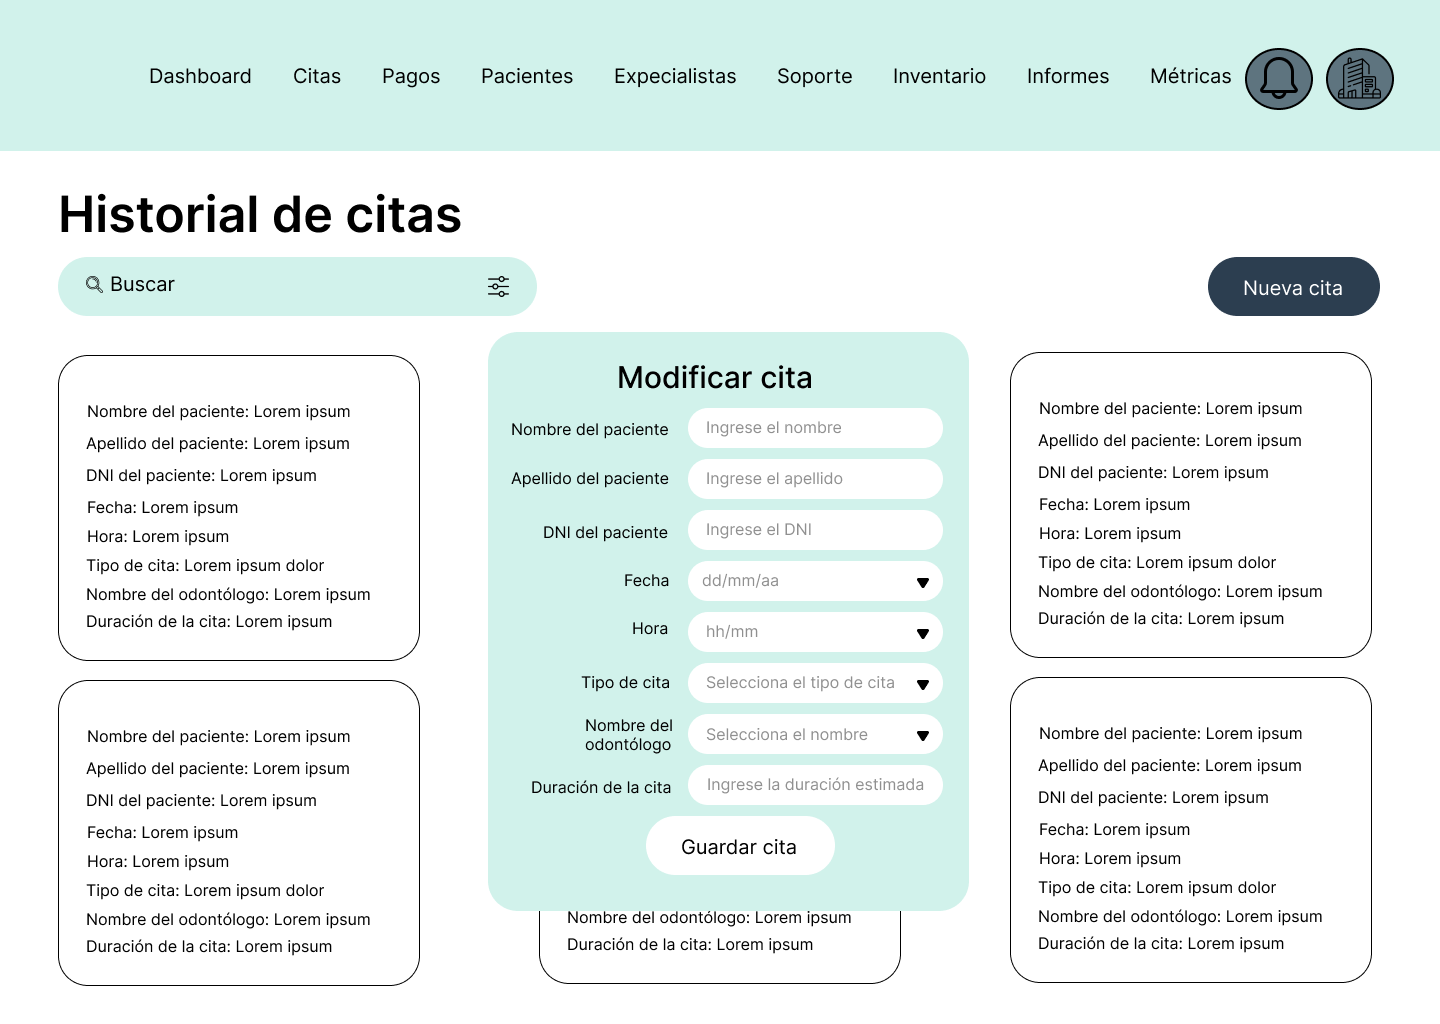 Dashboard Citas Pagos Pacientes Expecialistas Soporte Inventario Informes Métricas
Historial de citas
Buscar
Nueva cita
Nombre del paciente: Lorem ipsum
Apellido del paciente: Lorem ipsum
DNI del paciente: Lorem ipsum
Fecha: Lorem ipsum
Hora: Lorem ipsum
Tipo de cita: Lorem ipsum dolor
Nombre del odontólogo: Lorem ipsum
Duración de la cita: Lorem ipsum
Modificar cita
Nombre del paciente Ingrese el nombre
Apellido del paciente Ingrese el apellido
DNI del paciente Ingrese el DNI
Fecha dd/mm/aa
Hora hh/mm
Tipo de cita Selecciona el tipo de cita
Nombre del
odontólogo Selecciona el nombre
Duración de la cita Ingrese la duración estimada
Guardar cita
Nombre del paciente: Lorem ipsum
Apellido del paciente: Lorem ipsum
DNI del paciente: Lorem ipsum
Fecha: Lorem ipsum
Hora: Lorem ipsum
Tipo de cita: Lorem ipsum dolor
Nombre del odontólogo: Lorem ipsum
Duración de la cita: Lorem ipsum
Nombre del paciente: Lorem ipsum
Apellido del paciente: Lorem ipsum
DNI del paciente: Lorem ipsum
Fecha: Lorem ipsum
Hora: Lorem ipsum
Tipo de cita: Lorem ipsum dolor
Nombre del odontólogo: Lorem ipsum
Duración de la cita: Lorem ipsum
Nombre del odontólogo: Lorem ipsum
Duración de la cita: Lorem ipsum
Nombre del paciente: Lorem ipsum
Apellido del paciente: Lorem ipsum
DNI del paciente: Lorem ipsum
Fecha: Lorem ipsum
Hora: Lorem ipsum
Tipo de cita: Lorem ipsum dolor
Nombre del odontólogo: Lorem ipsum
Duración de la cita: Lorem ipsum